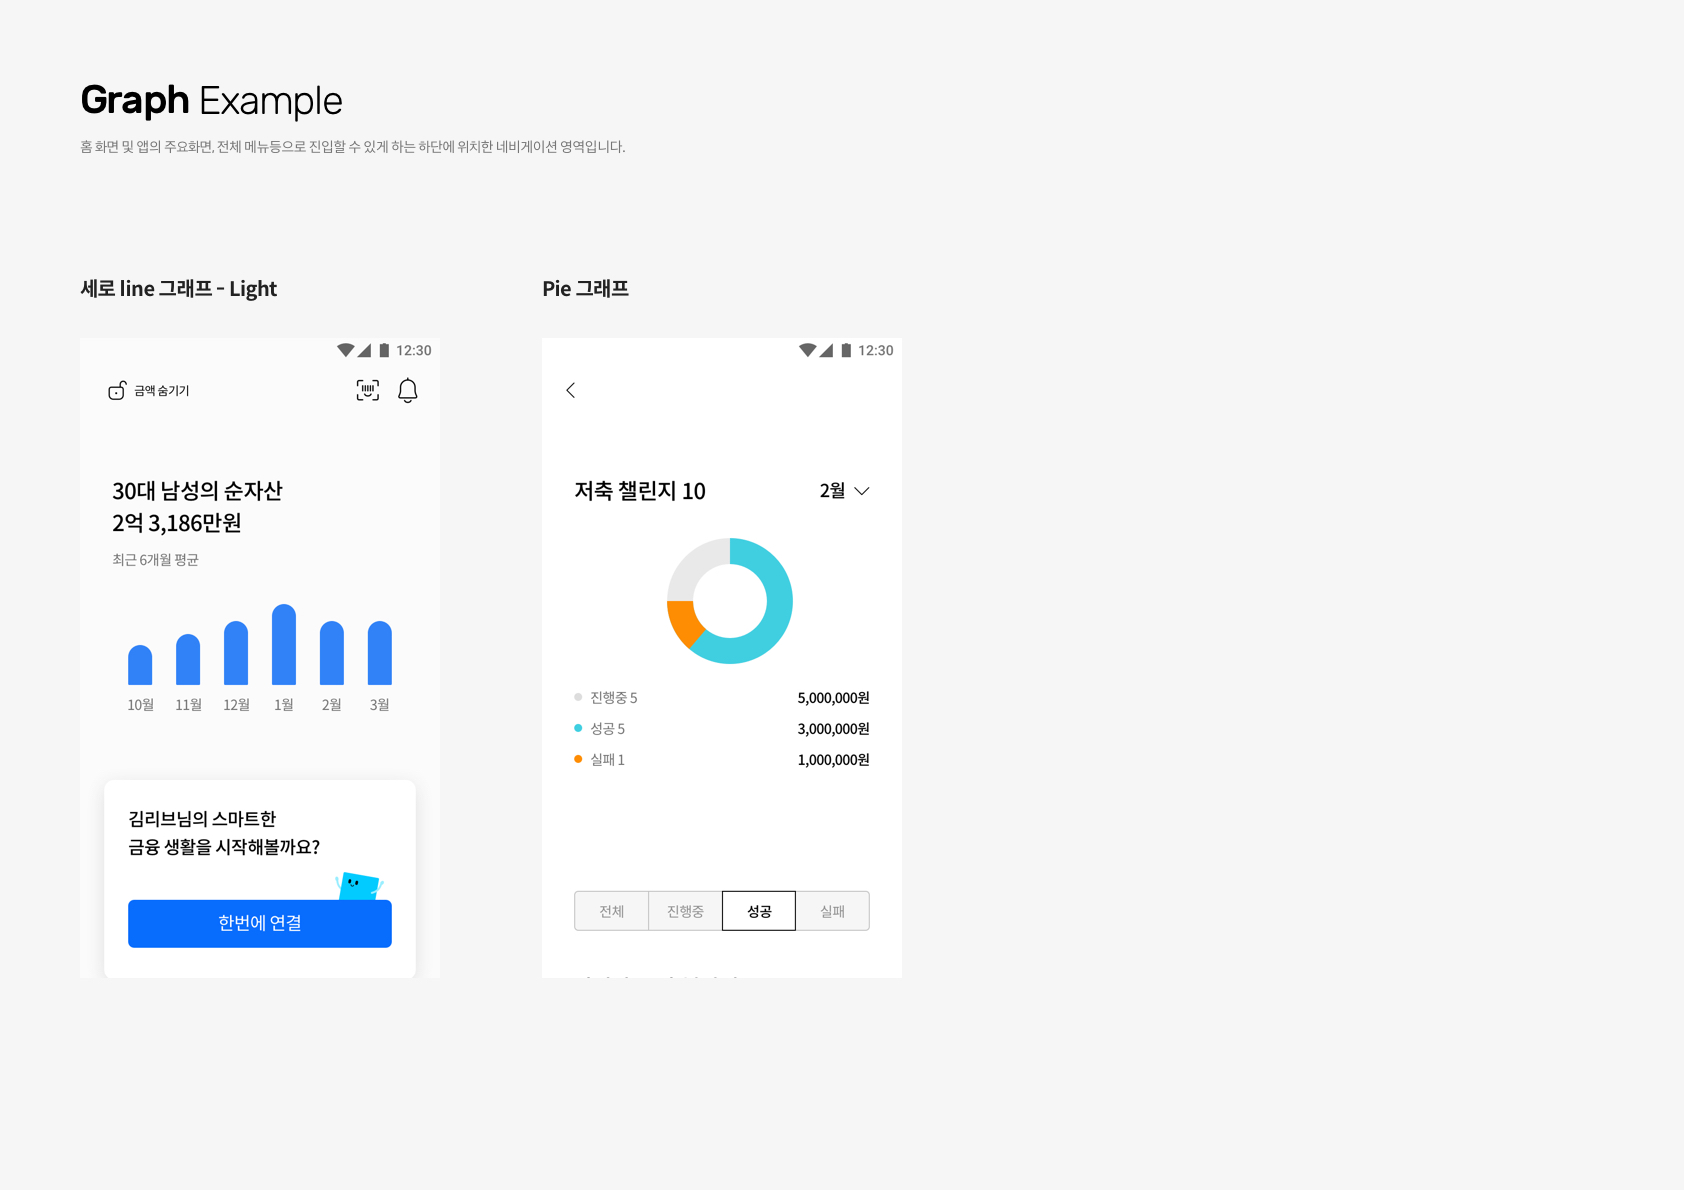 Graph Example
홈 화면 및 앱의 주요화면, 전체 메뉴등으로 진입할 수 있게 하는 하단에 위치한 네비게이션 영역입니다.
세로 line 그래프 - Light
12:30
금액 숨기기
30대 남성의 순자산
2억 3,186만원
최근 6개월 평균
10월 11월 12월 1월 2월 3월
김리브님의 스마트한
금융 생활을 시작해볼까요?
한번에 연결
Pie 그래프
12:30
저축 챌린지 10 2월
진행중 5 5,000,000원
성공 5 3,000,000원
실패 1 1,000,000원
전체 진행중 성공 실패